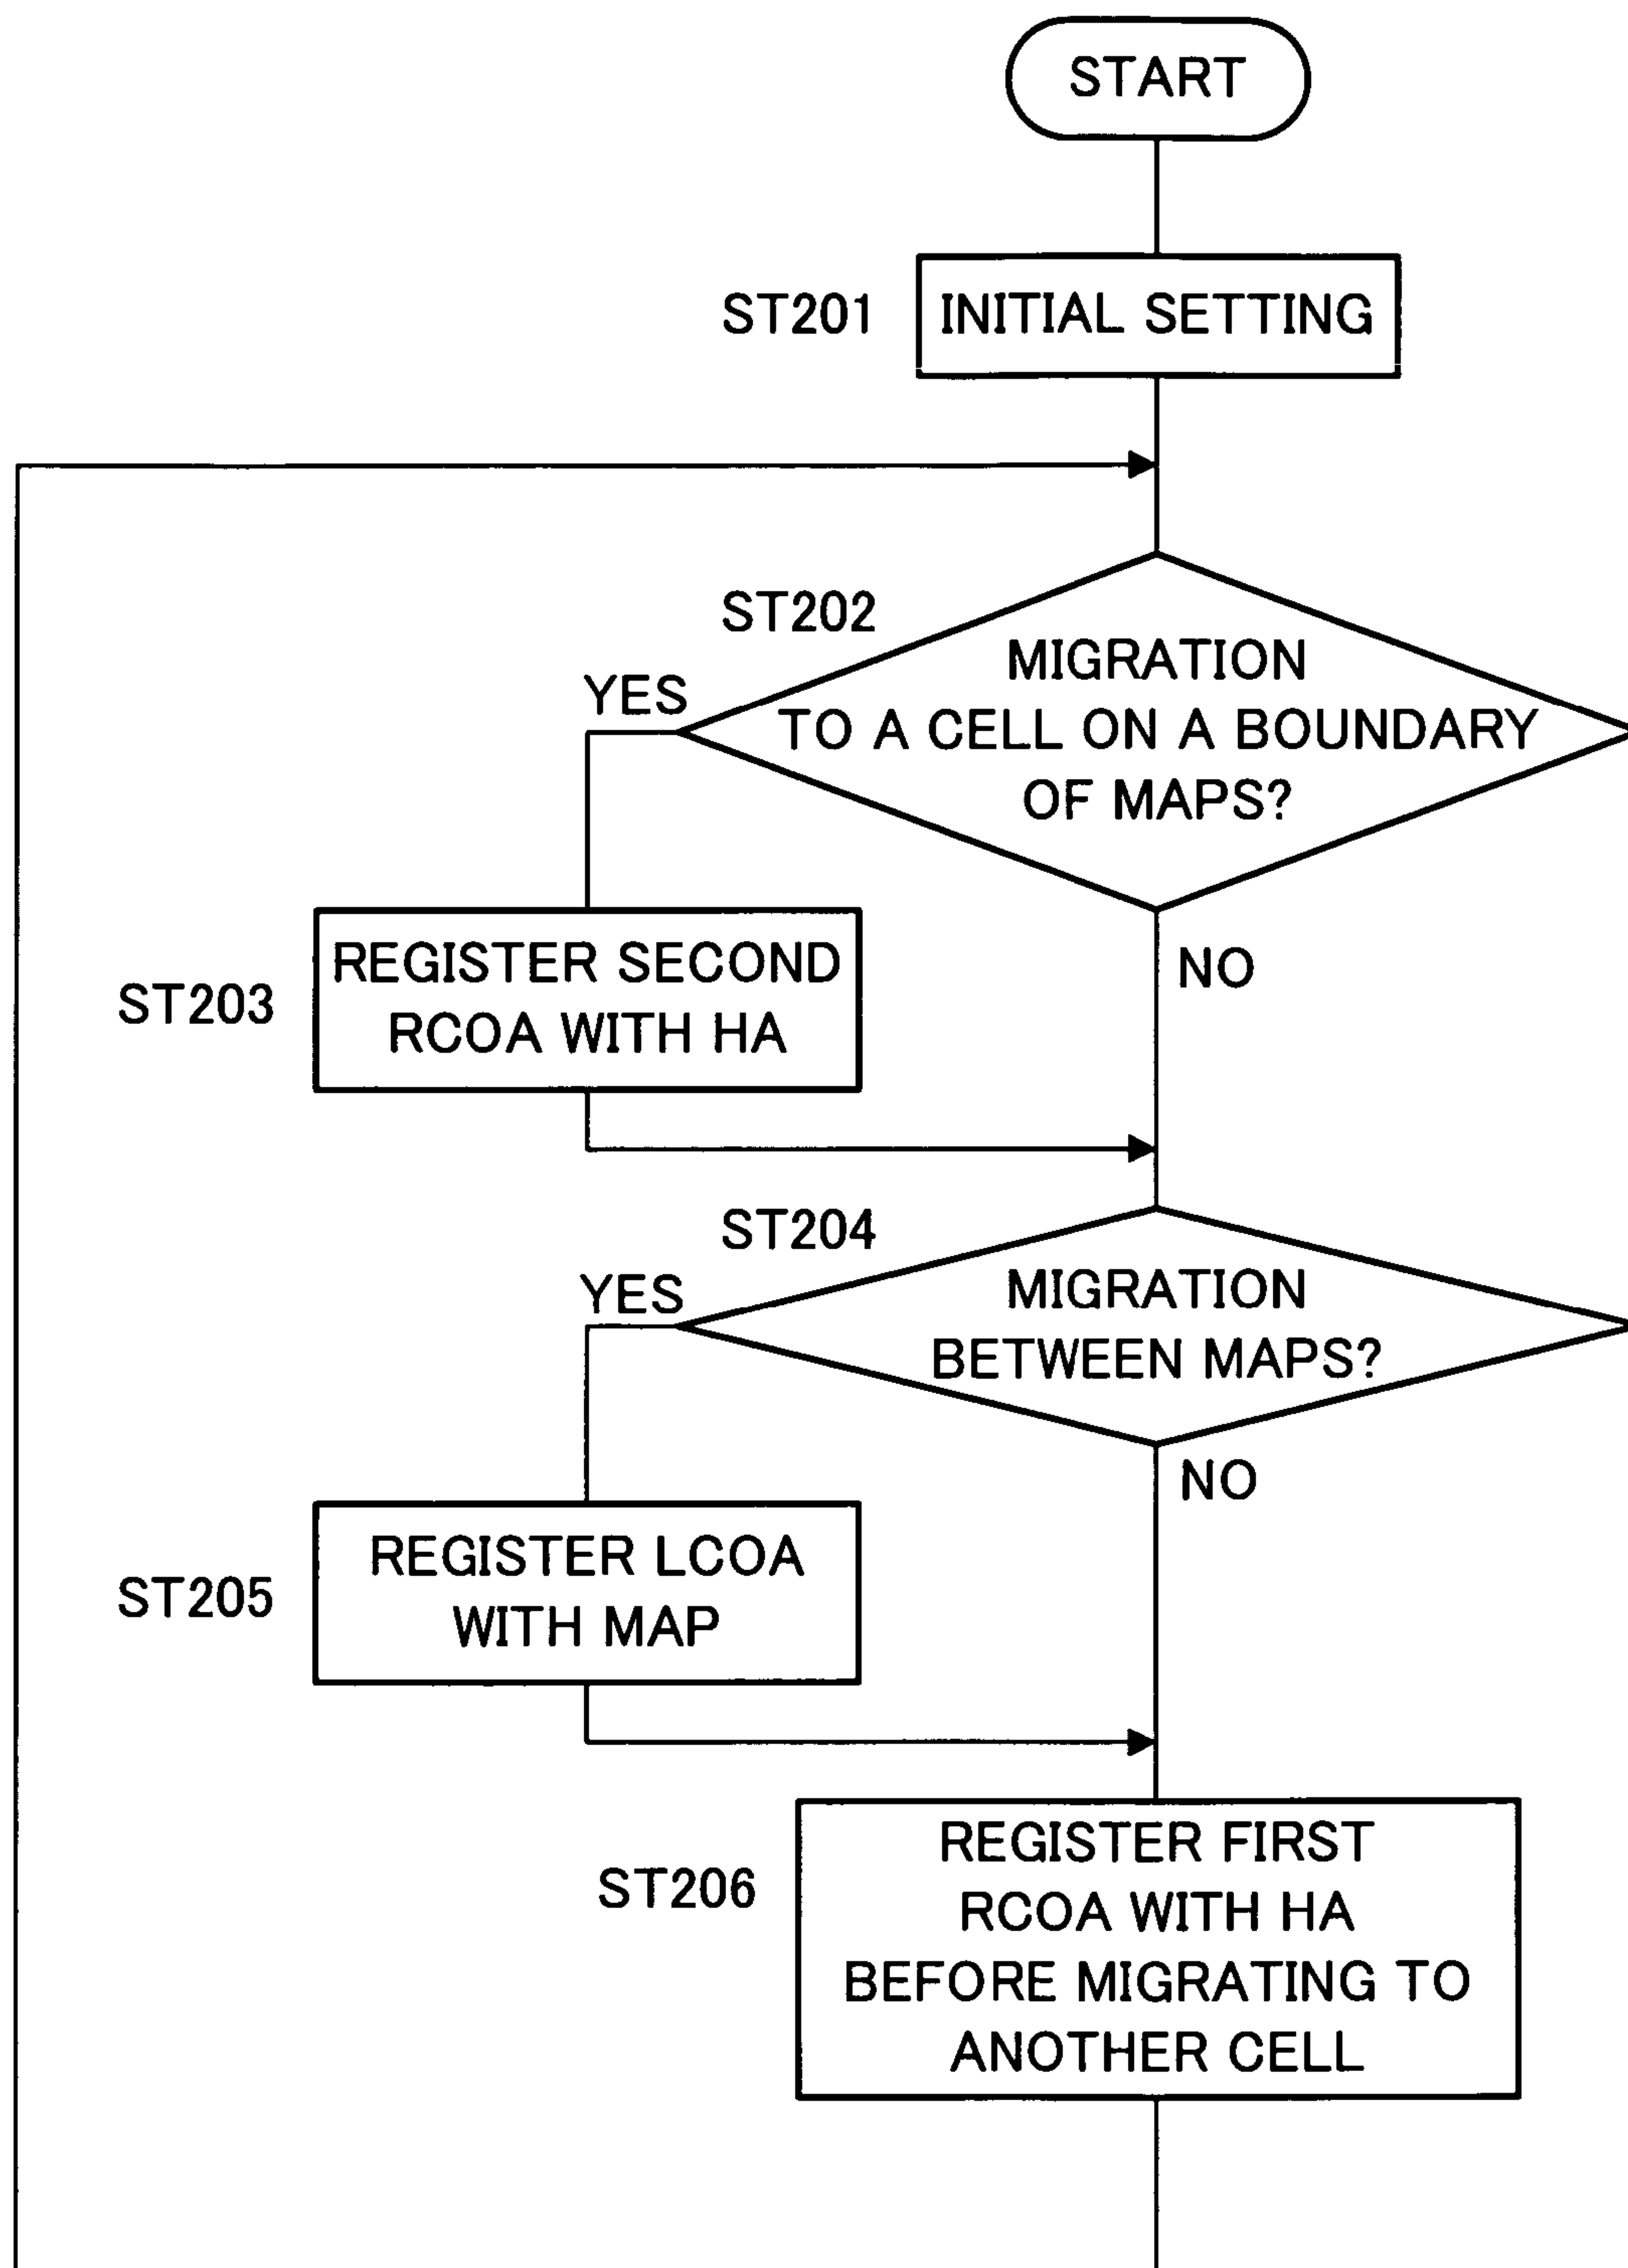 START
ST201
INITIAL SETTING
ST202
MIGRATION
TO A CELL ON A BOUNDARY
OF MAPS?
YES
NO
ST203
REGISTER SECOND
RCOA WITH HA
ST204
MIGRATION
BETWEEN MAPS?
YES
NO
ST205
REGISTER LCOA
WITH MAP
ST206
REGISTER FIRST
RCOA WITH HA
BEFORE MIGRATING TO
ANOTHER CELL